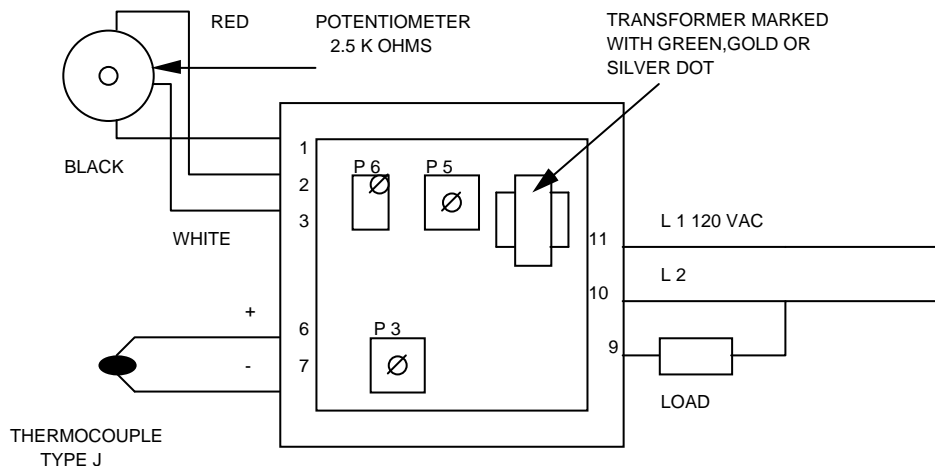 RED
POTENTIOMETER
2.5 K OHMS
TRANSFORMER MARKED
WITH GREEN,GOLD OR
SILVER DOT
BLACK
WHITE
1
2
3
P 6
P 5
11
L 1 120 VAC
L 2
10
+
6
-
7
P 3
9
LOAD
THERMOCOUPLE
TYPE J